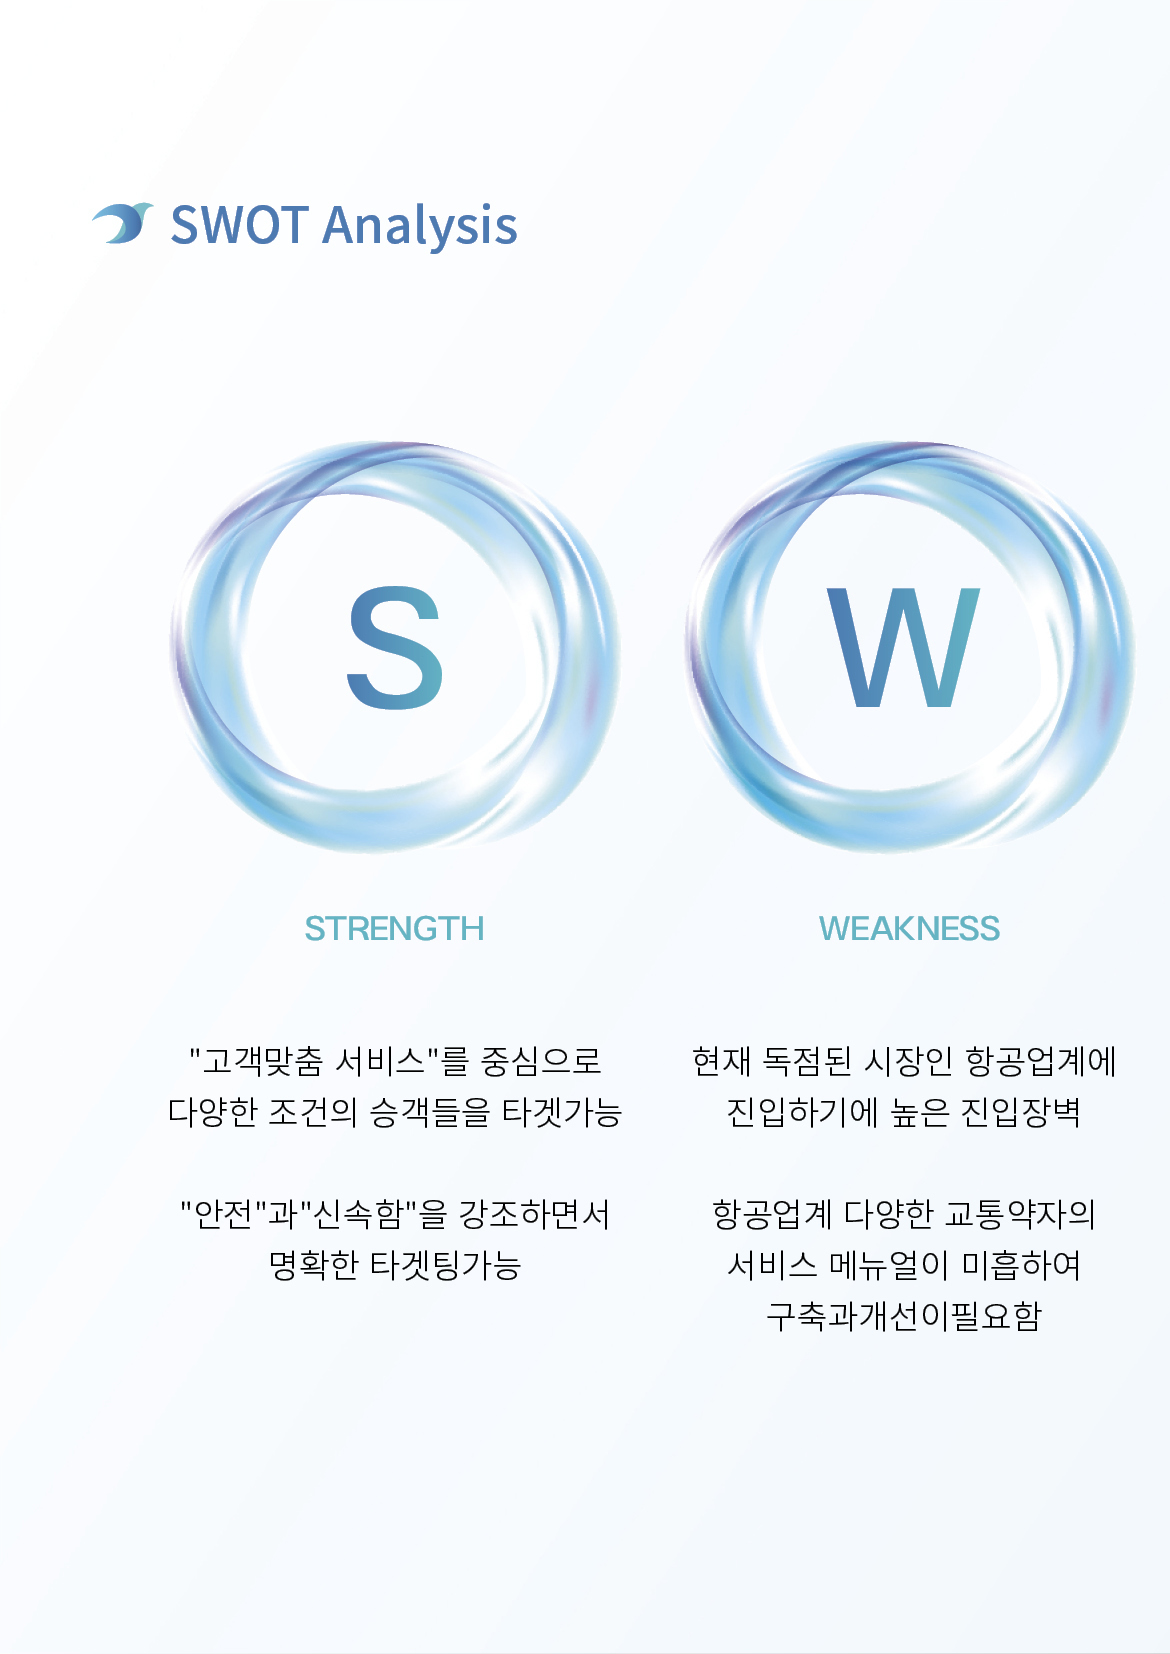 SWOT Analysis
S
W
STRENGTH
WEAKNESS
"고객맞춤 서비스"를 중심으로
다양한 조건의 승객들을 타겟가능
"안전"과"신속함"을 강조하면서
명확한 타겟팅가능
현재 독점된 시장인 항공업계에
진입하기에 높은 진입장벽
항공업계 다양한 교통약자의
서비스 메뉴얼이 미흡하여
구축과개선이필요함